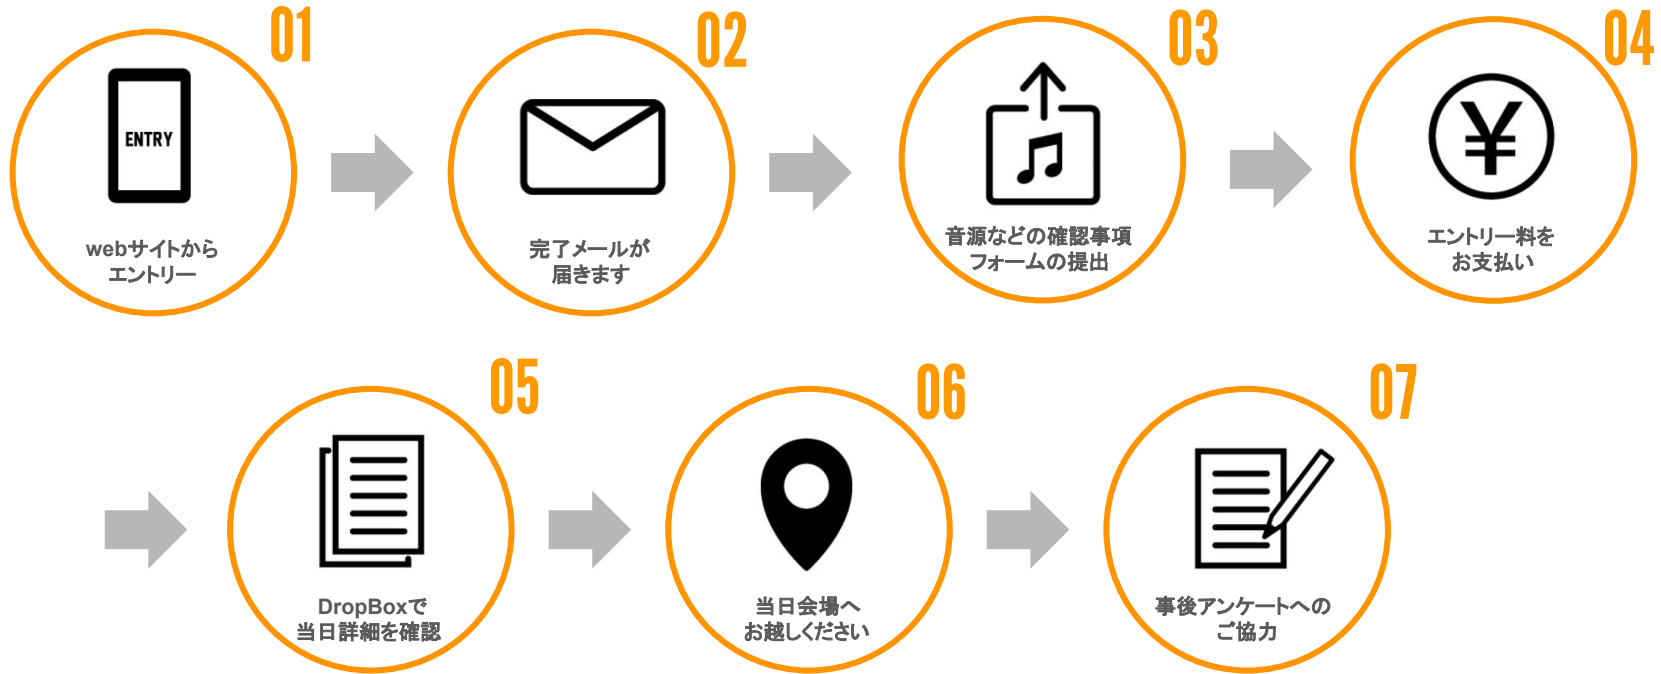 01
ENTRY
webサイトから
エントリー
02
完了メールが
届きます
03
音源などの確認事項
フォームの提出
04
¥
エントリー料を
お支払い
05
DropBoxで
当日詳細を確認
06
当日会場へ
お越しください
07
事後アンケートへの
ご協力